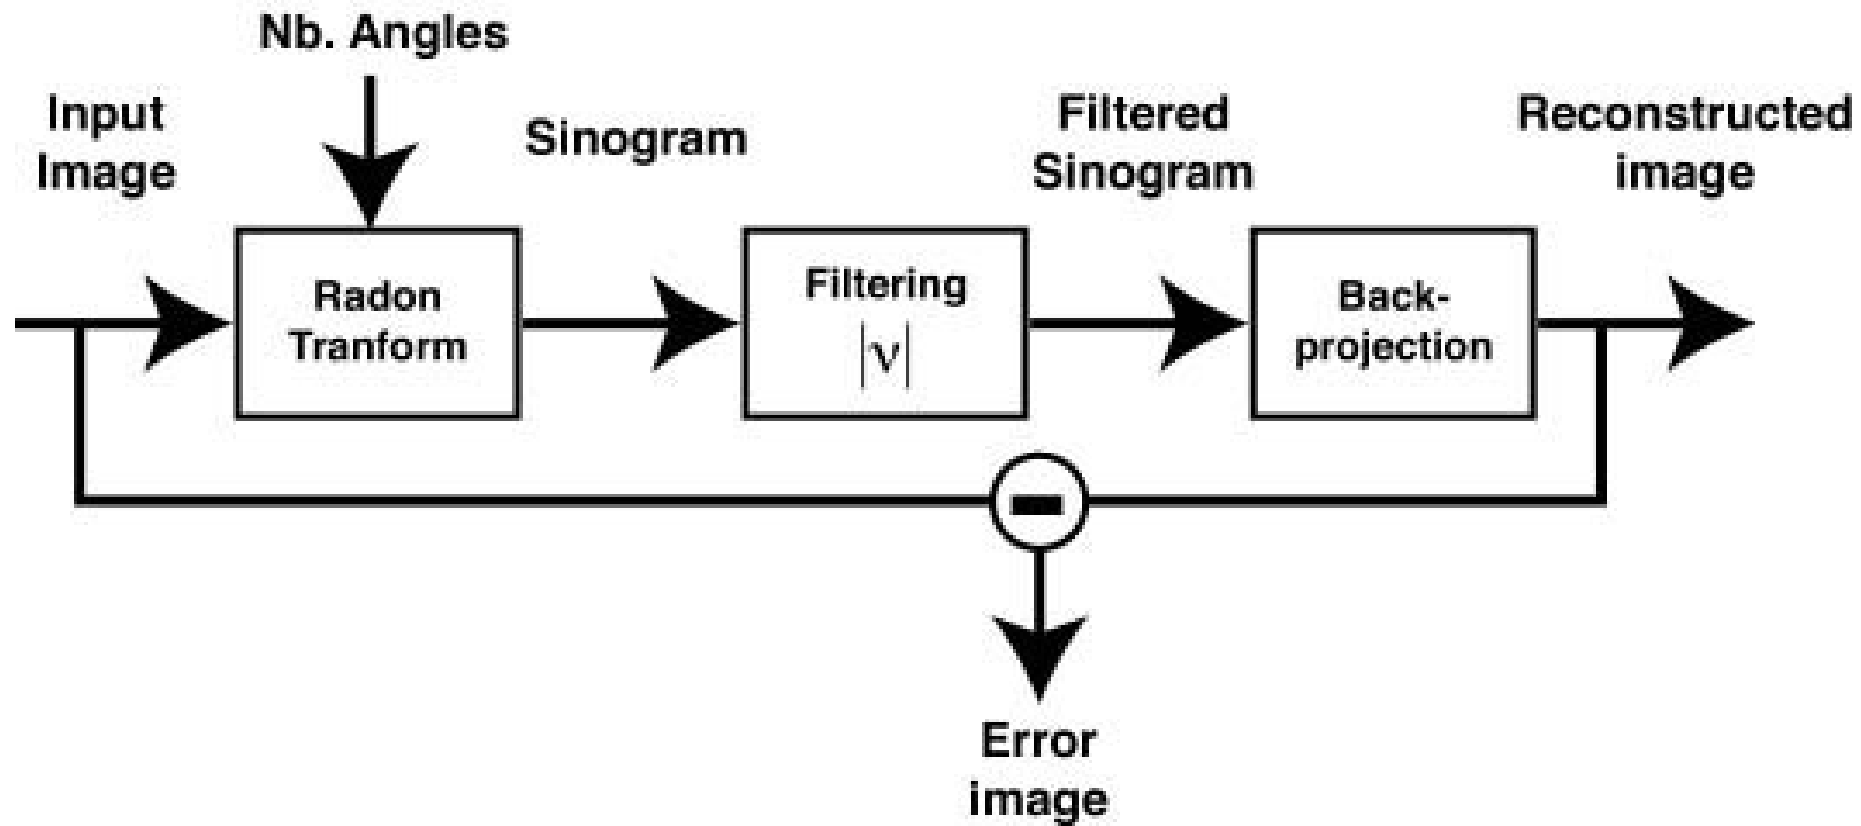 Nb. Angles
Input
Image
Sinogram
Filtered
Sinogram
Reconstructed
image
Radon
Tranform
Filtering
|ν|
Back-
projection
Error
image